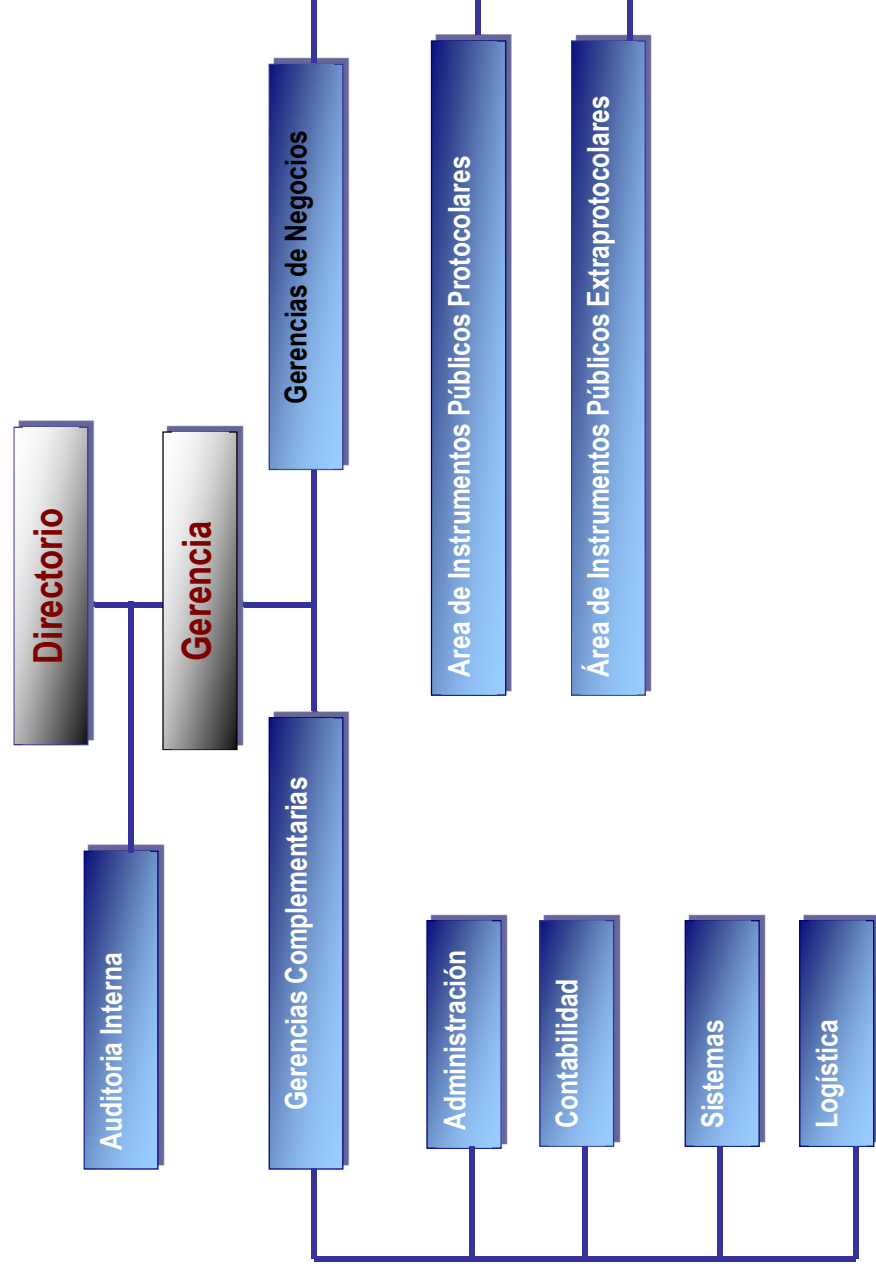 Directorio
Auditoria Interna
Gerencia
Gerencias Complementarias
Gerencias de Negocios
Administración
Contabilidad
Sistemas
Logística
Area de Instrumentos Públicos Protocolares
Área de Instrumentos Públicos Extraprotocolares